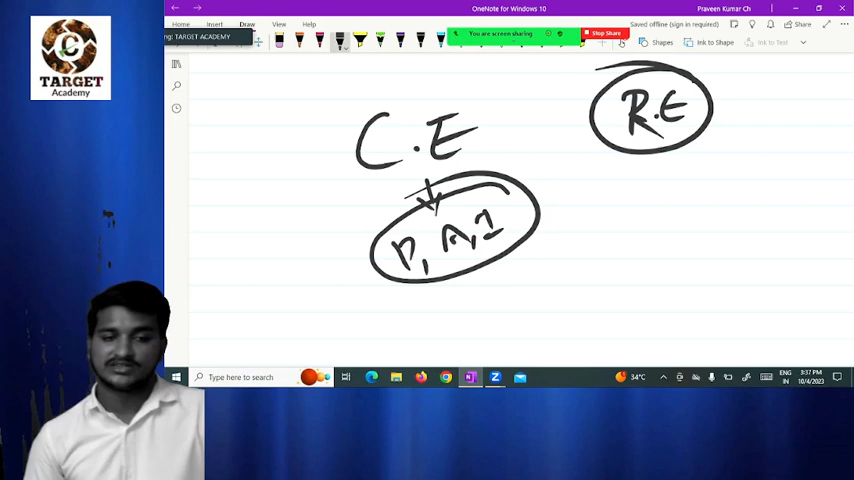 OneNote for Windows 10
Praveen Kumar Ch
Home Insert Draw View Help
Saved offline (sign in required)
Share
ng: TARGET ACADEMY
You are screen sharing
Stop Share
Shapes
Ink to Shape
Ink to Text
TARGET
Academy
R.E
C.E
P, A, I
Type here to search
34°C
ENG
IN
3:37 PM
10/4/2023